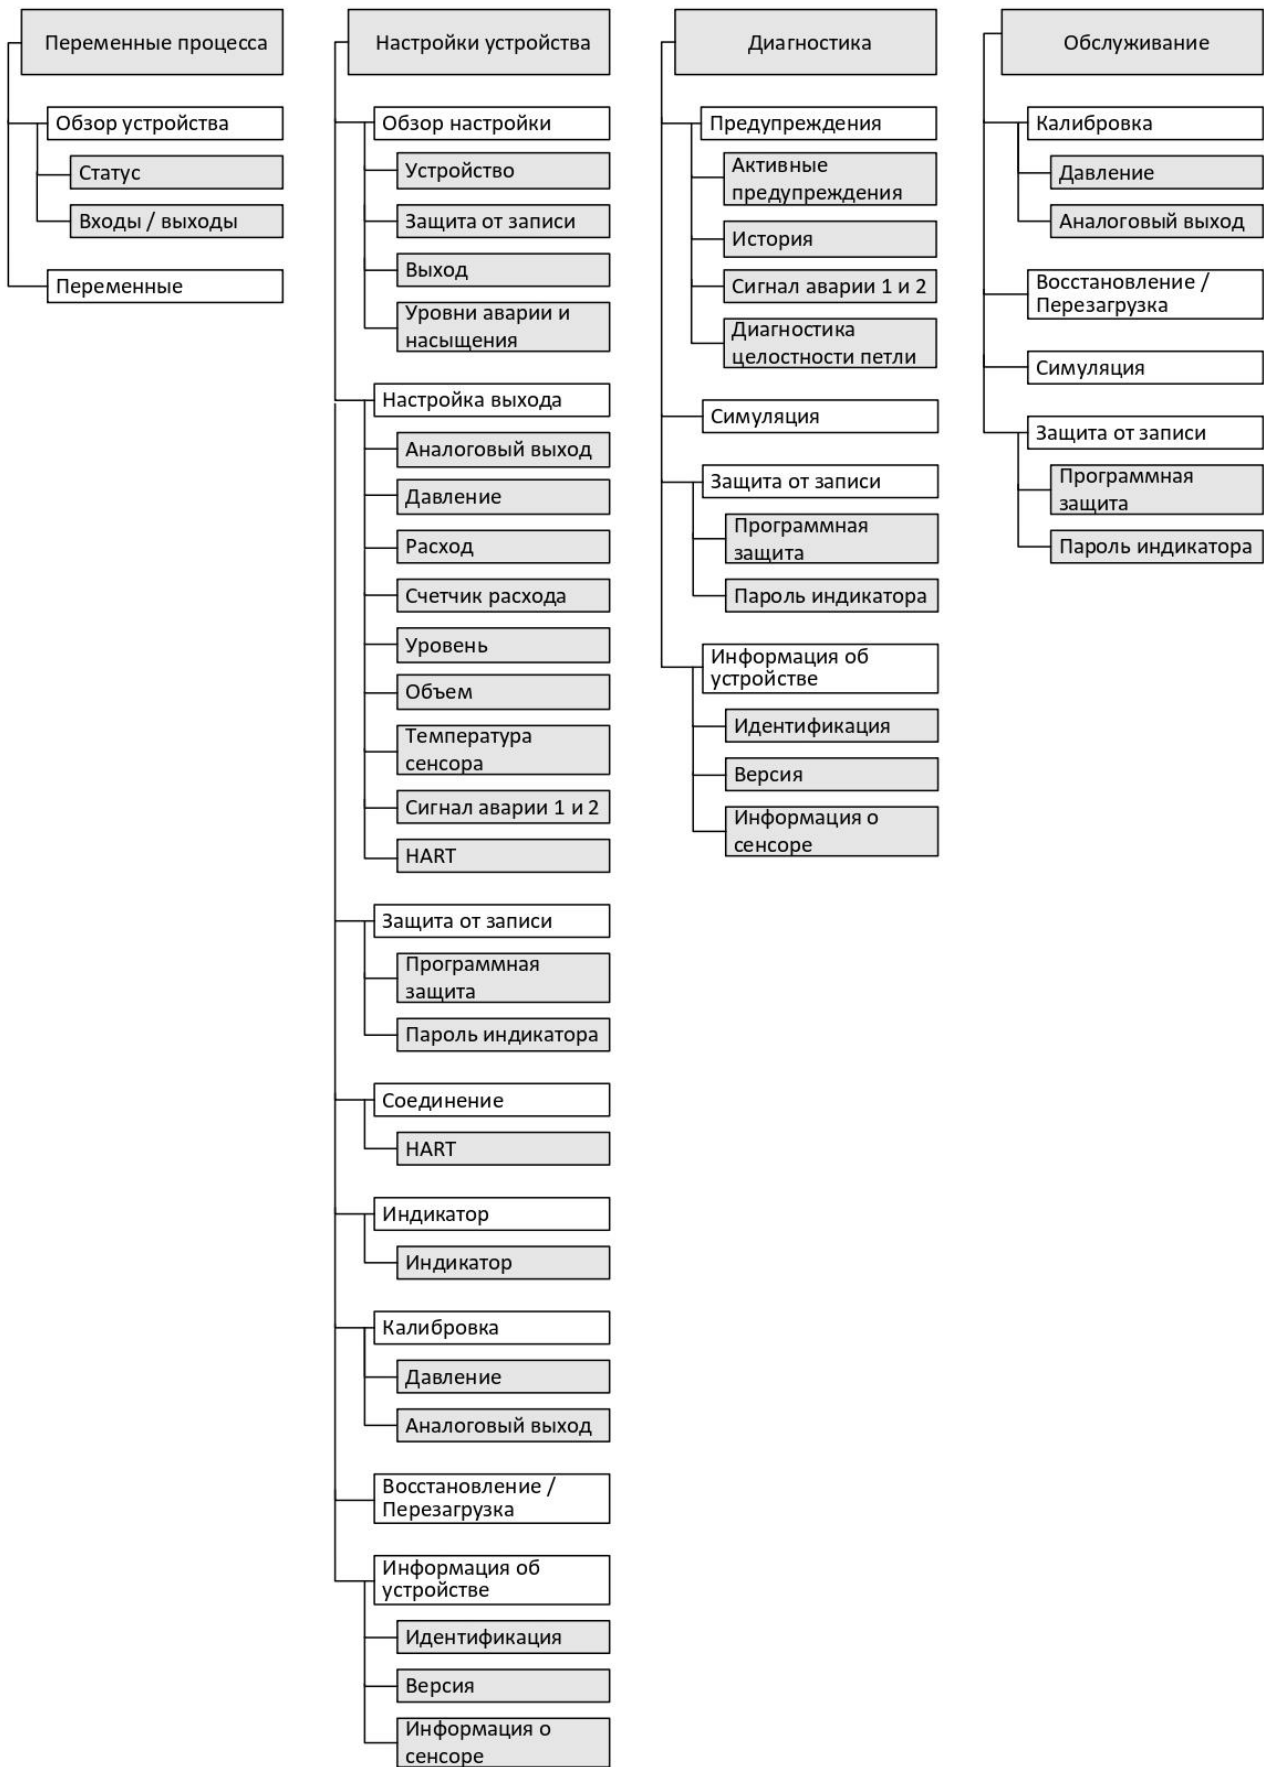 Переменные процесса
Обзор устройства
Статус
Входы / выходы
Переменные
Настройки устройства
Обзор настройки
Устройство
Защита от записи
Выход
Уровни аварии и
насыщения
Настройка выхода
Аналоговый выход
Давление
Расход
Счетчик расхода
Уровень
Объем
Температура
сенсора
Сигнал аварии 1 и 2
HART
Защита от записи
Программная
защита
Пароль индикатора
Соединение
HART
Индикатор
Индикатор
Калибровка
Давление
Аналоговый выход
Восстановление /
Перезагрузка
Информация об
устройстве
Идентификация
Версия
Информация о
сенсоре
Диагностика
Предупреждения
Активные
предупреждения
История
Сигнал аварии 1 и 2
Диагностика
целостности петли
Симуляция
Защита от записи
Программная
защита
Пароль индикатора
Информация об
устройстве
Идентификация
Версия
Информация о
сенсоре
Обслуживание
Калибровка
Давление
Аналоговый выход
Восстановление /
Перезагрузка
Симуляция
Защита от записи
Программная
защита
Пароль индикатора